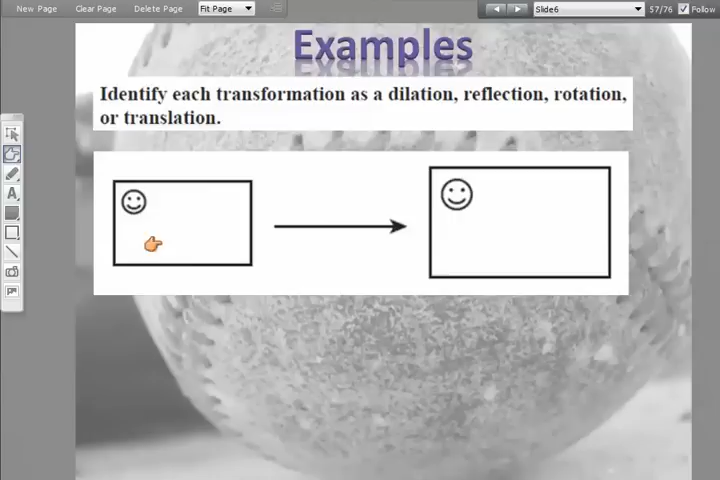 New Page Clear Page Delete Page Fit Page Slide6 57/76 Follow
Examples
Identify each transformation as a dilation, reflection, rotation,
or translation.
A